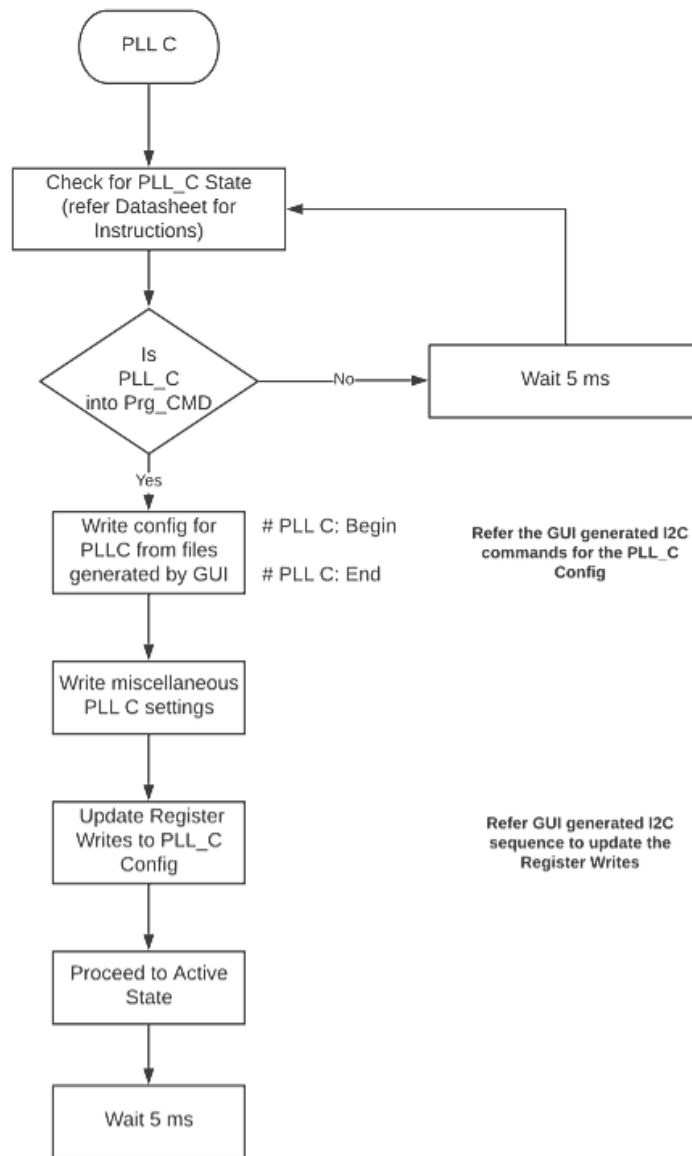 PLL C
Check for PLL_C State
(refer Datasheet for
Instructions)
Is
PLL_C
into Prg_CMD
No
Wait 5 ms
Yes
Write config for
PLLC from files
generated by GUI
# PLL C: Begin
# PLL C: End
Refer the GUI generated I2C
commands for the PLL_C
Config
Write miscellaneous
PLL C settings
Update Register
Writes to PLL_C
Config
Refer GUI generated I2C
sequence to update the
Register Writes
Proceed to Active
State
Wait 5 ms